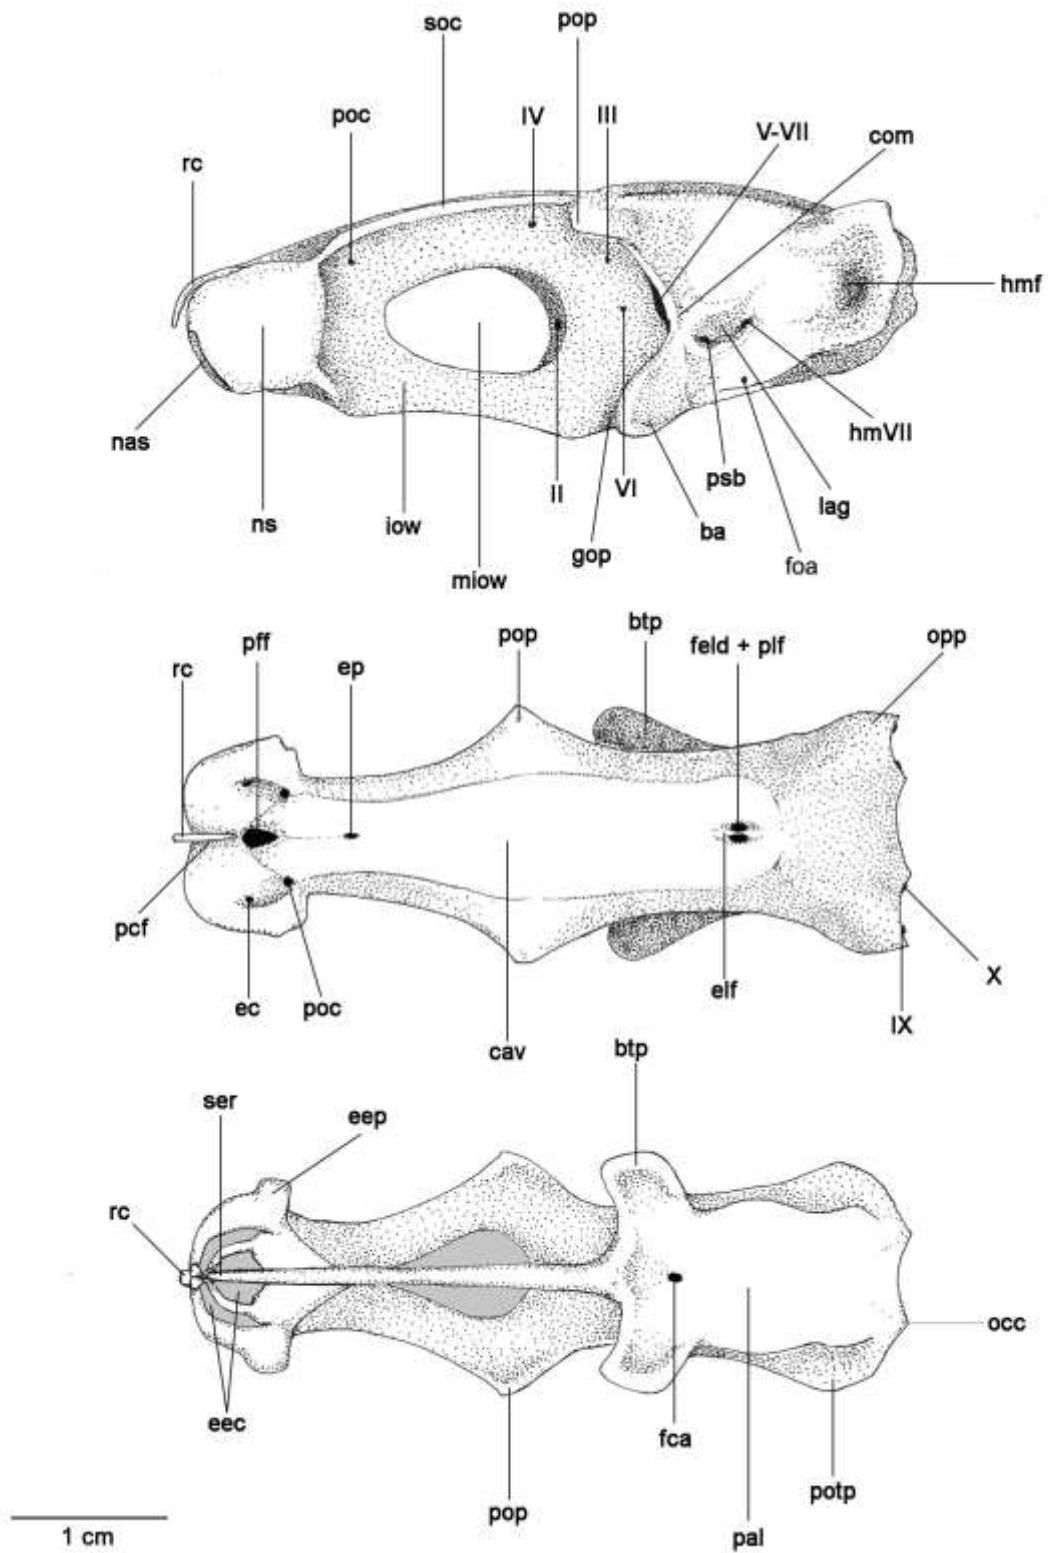 soc
pop
poc
IV
III
V-VII
com
rc
hmf
nas
hmVII
II
VI
psb
lag
ns
iow
ba
gop
foa
miow
pop
btp
pff
feld + plf
opp
rc
ep
pcf
X
ec
poc
elf
IX
cav
btp
ser
eep
rc
occ
eec
fca
potp
pop
pal
1 cm